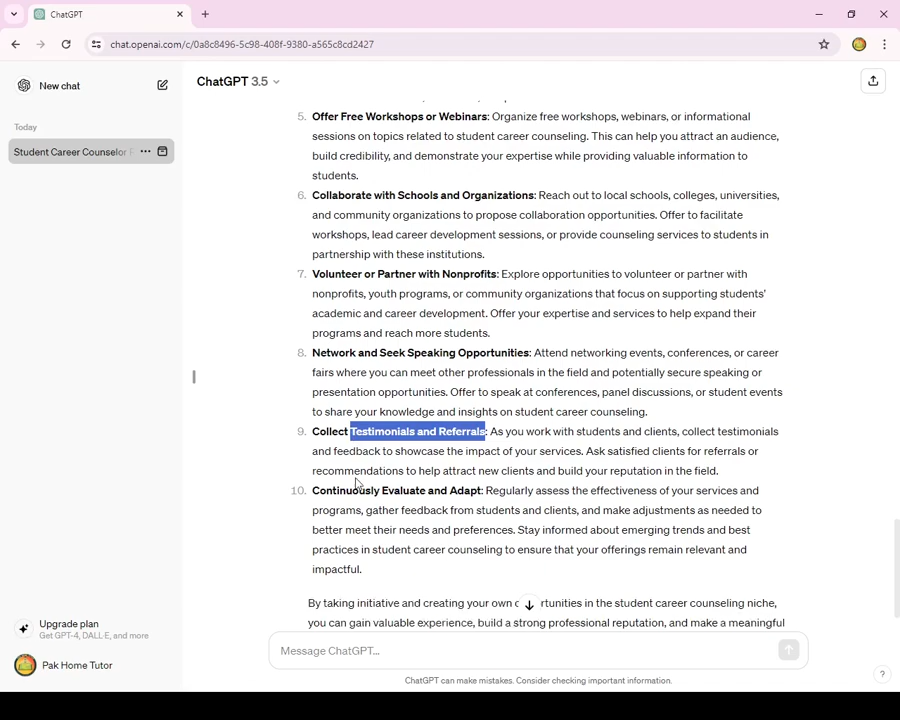 ChatGPT
chat.openai.com/c/0a8c8496-5c98-408f-9380-a565c8cd2427
New chat
Today
Student Career Counselor
Upgrade plan
Get GPT-4, DALL·E, and more
Pak Home Tutor
ChatGPT 3.5
5. Offer Free Workshops or Webinars: Organize free workshops, webinars, or informational
sessions on topics related to student career counseling. This can help you attract an audience,
build credibility, and demonstrate your expertise while providing valuable information to
students.
6. Collaborate with Schools and Organizations: Reach out to local schools, colleges, universities,
and community organizations to propose collaboration opportunities. Offer to facilitate
workshops, lead career development sessions, or provide counseling services to students in
partnership with these institutions.
7. Volunteer or Partner with Nonprofits: Explore opportunities to volunteer or partner with
nonprofits, youth programs, or community organizations that focus on supporting students'
academic and career development. Offer your expertise and services to help expand their
programs and reach more students.
8. Network and Seek Speaking Opportunities: Attend networking events, conferences, or career
fairs where you can meet other professionals in the field and potentially secure speaking or
presentation opportunities. Offer to speak at conferences, panel discussions, or student events
to share your knowledge and insights on student career counseling.
9. Collect Testimonials and Referrals: As you work with students and clients, collect testimonials
and feedback to showcase the impact of your services. Ask satisfied clients for referrals or
recommendations to help attract new clients and build your reputation in the field.
10. Continuously Evaluate and Adapt: Regularly assess the effectiveness of your services and
programs, gather feedback from students and clients, and make adjustments as needed to
better meet their needs and preferences. Stay informed about emerging trends and best
practices in student career counseling to ensure that your offerings remain relevant and
impactful.
By taking initiative and creating your own rtunities in the student career counseling niche,
you can gain valuable experience, build a strong professional reputation, and make a meaningful
Message ChatGPT...
ChatGPT can make mistakes. Consider checking important information.
?